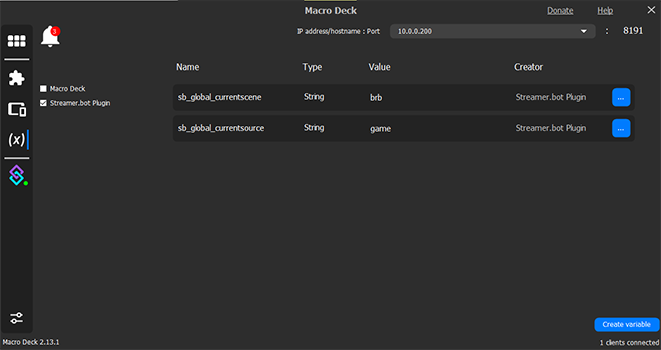 Macro Deck
Donate
Help
3
IP address/hostname : Port
10.0.0.200
:
8191
Name
Type
Value
Creator
Macro Deck
Streamer.bot Plugin
sb_global_currentscene
String
brb
Streamer.bot Plugin
...
sb_global_currentsource
String
game
Streamer.bot Plugin
...
(x)
Create variable
Macro Deck 2.13.1
1 clients connected